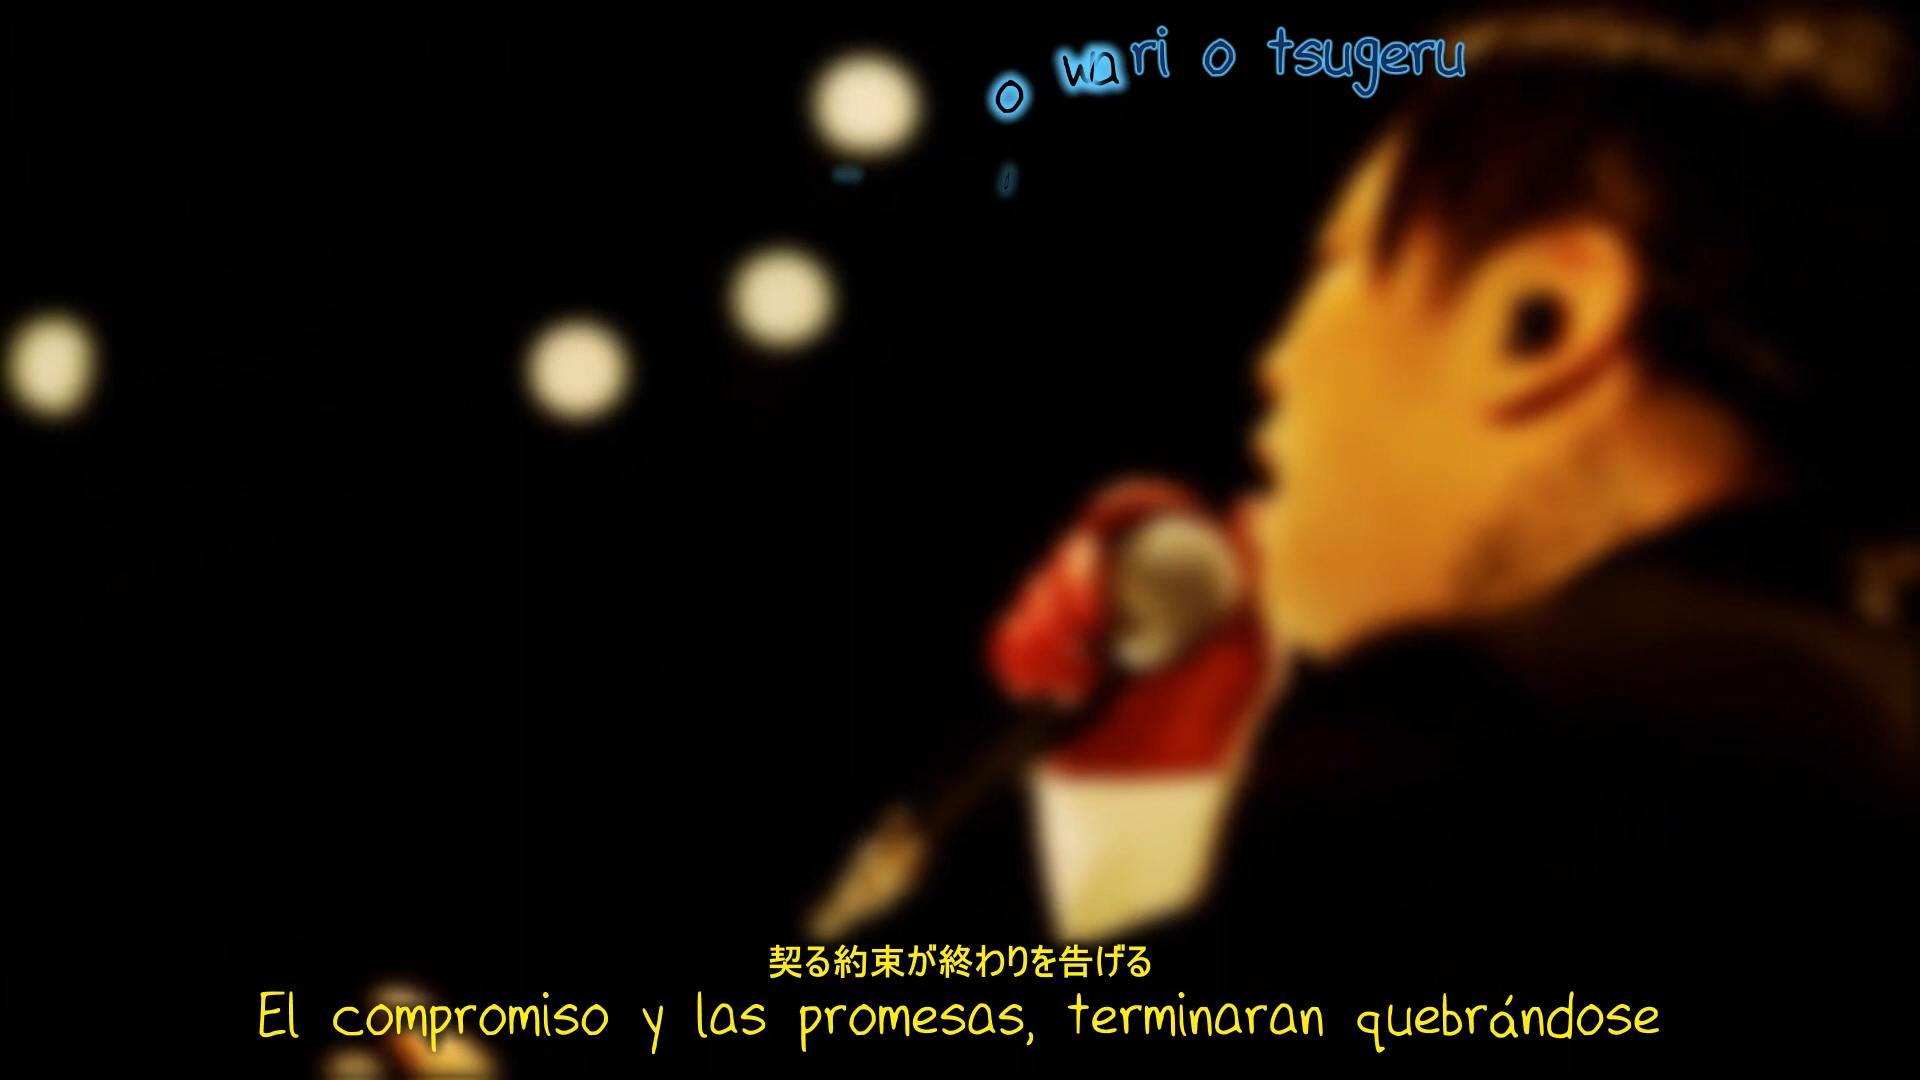 o wari o tsugeru
契る約束が終わりを告げる
El compromiso y las promesas, terminaran quebrándose